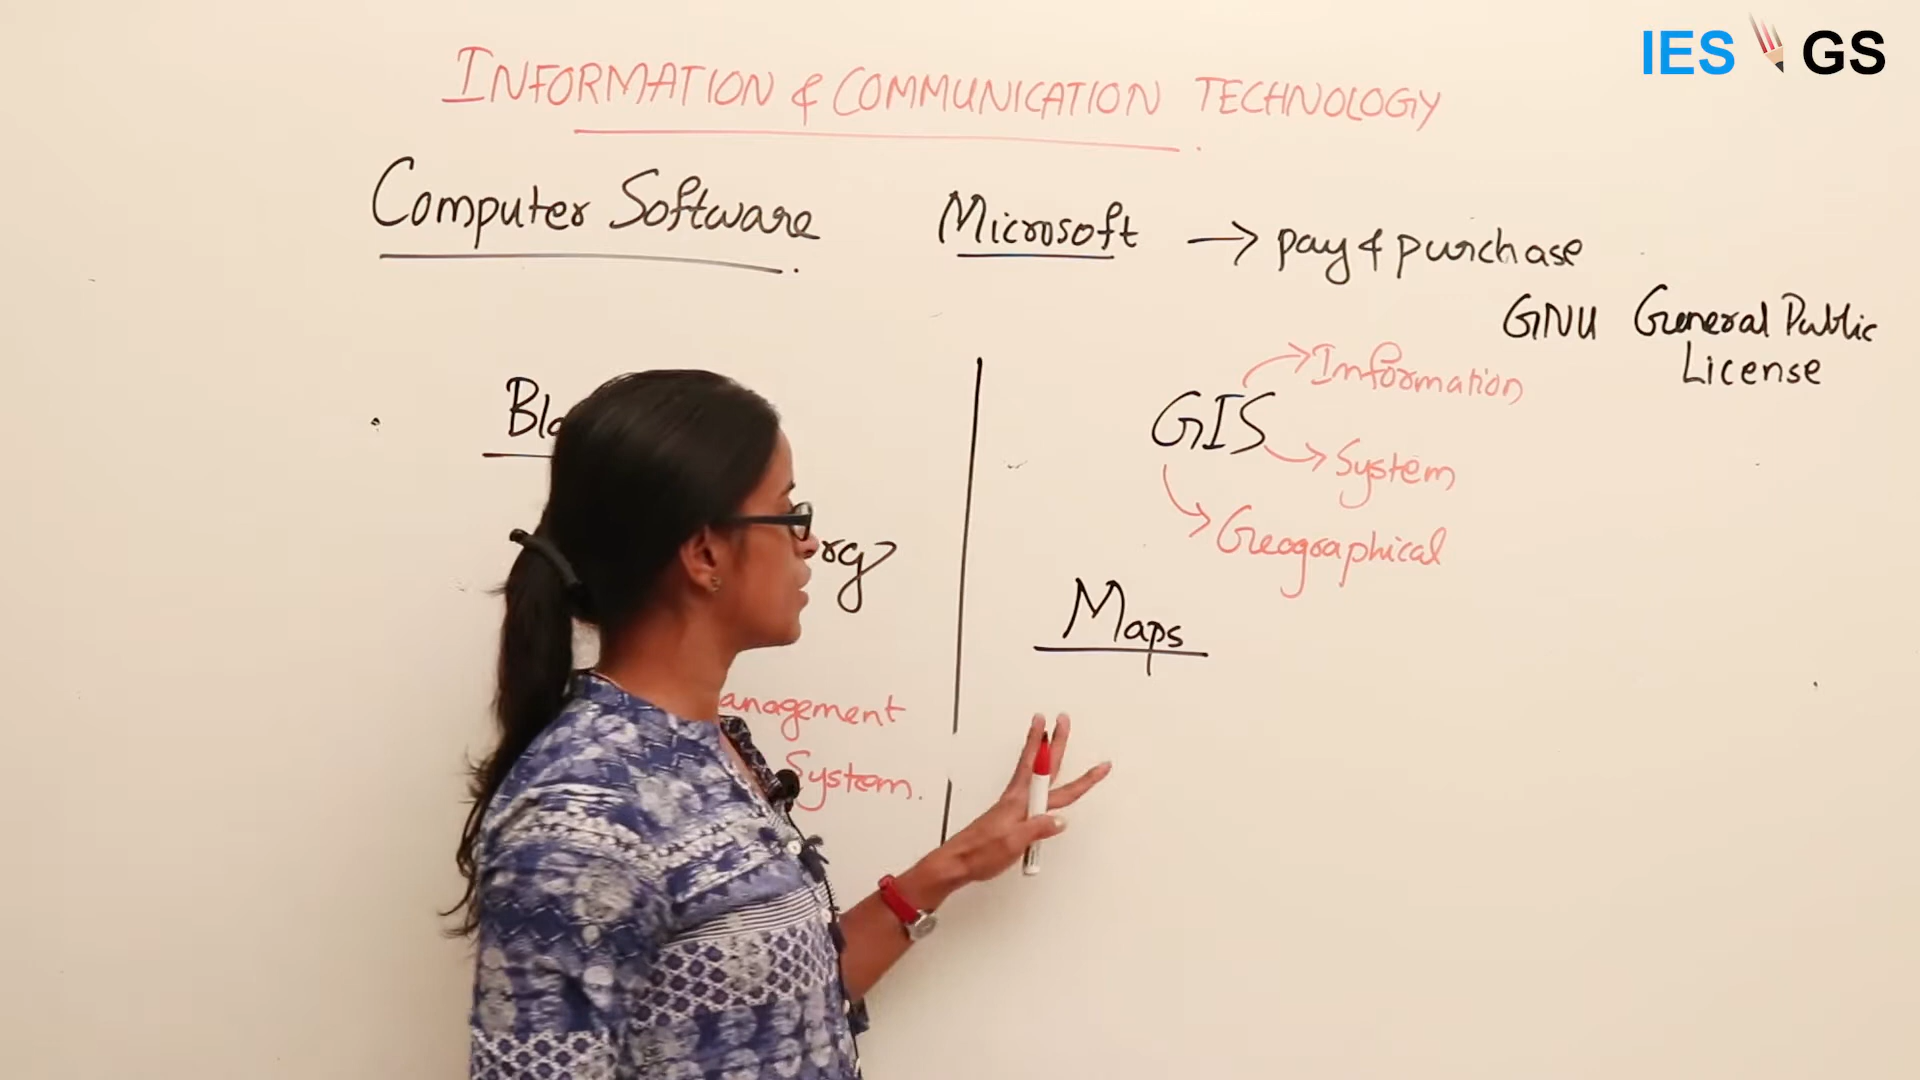 IES GS
INFORMATION & COMMUNICATION TECHNOLOGY
Computer Software
Microsoft → pay & purchase
GNU General Public
License
GIS
Information
System
Geographical
Maps
System.